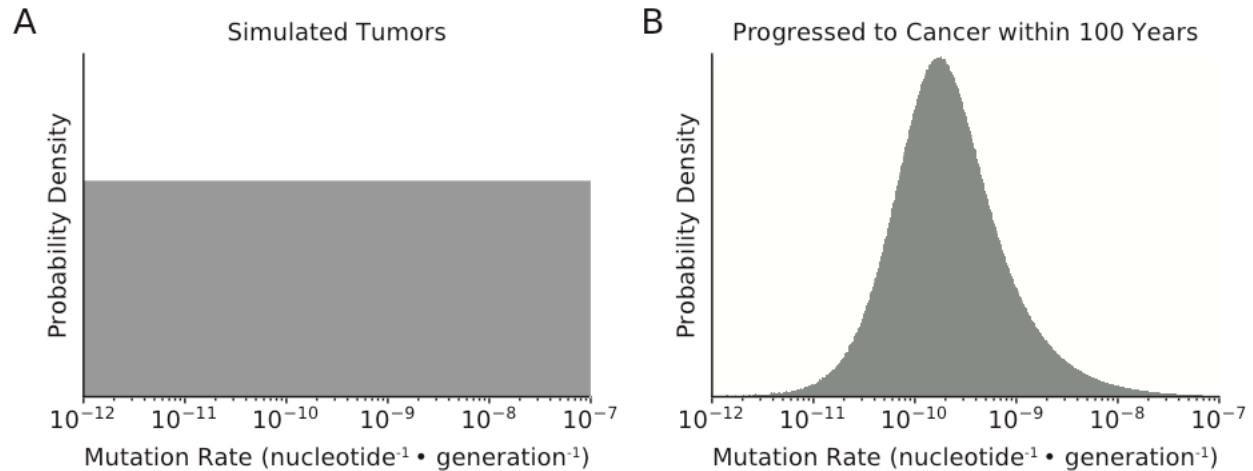 A
Simulated Tumors
Probability Density
10⁻¹² 10⁻¹¹ 10⁻¹⁰ 10⁻⁹ 10⁻⁸ 10⁻⁷
Mutation Rate (nucleotide⁻¹ • generation⁻¹)
B
Progressed to Cancer within 100 Years
Probability Density
10⁻¹² 10⁻¹¹ 10⁻¹⁰ 10⁻⁹ 10⁻⁸ 10⁻⁷
Mutation Rate (nucleotide⁻¹ • generation⁻¹)